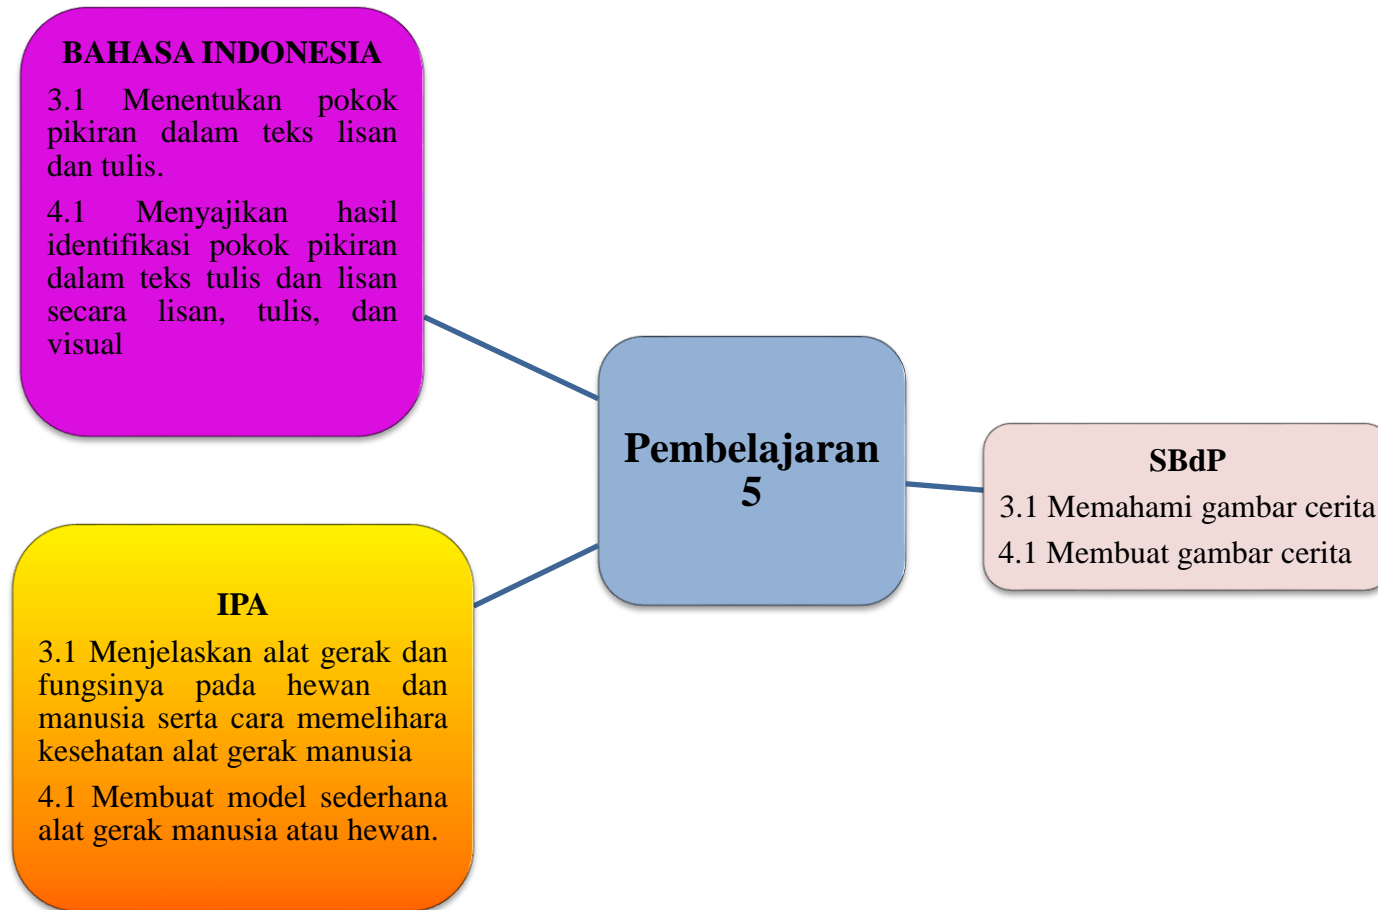 BAHASA INDONESIA
3.1 Menentukan pokok
pikiran dalam teks lisan
dan tulis.
4.1 Menyajikan hasil
identifikasi pokok pikiran
dalam teks tulis dan lisan
secara lisan, tulis, dan
visual
Pembelajaran
5
SBdP
3.1 Memahami gambar cerita
4.1 Membuat gambar cerita
IPA
3.1 Menjelaskan alat gerak dan
fungsinya pada hewan dan
manusia serta cara memelihara
kesehatan alat gerak manusia
4.1 Membuat model sederhana
alat gerak manusia atau hewan.